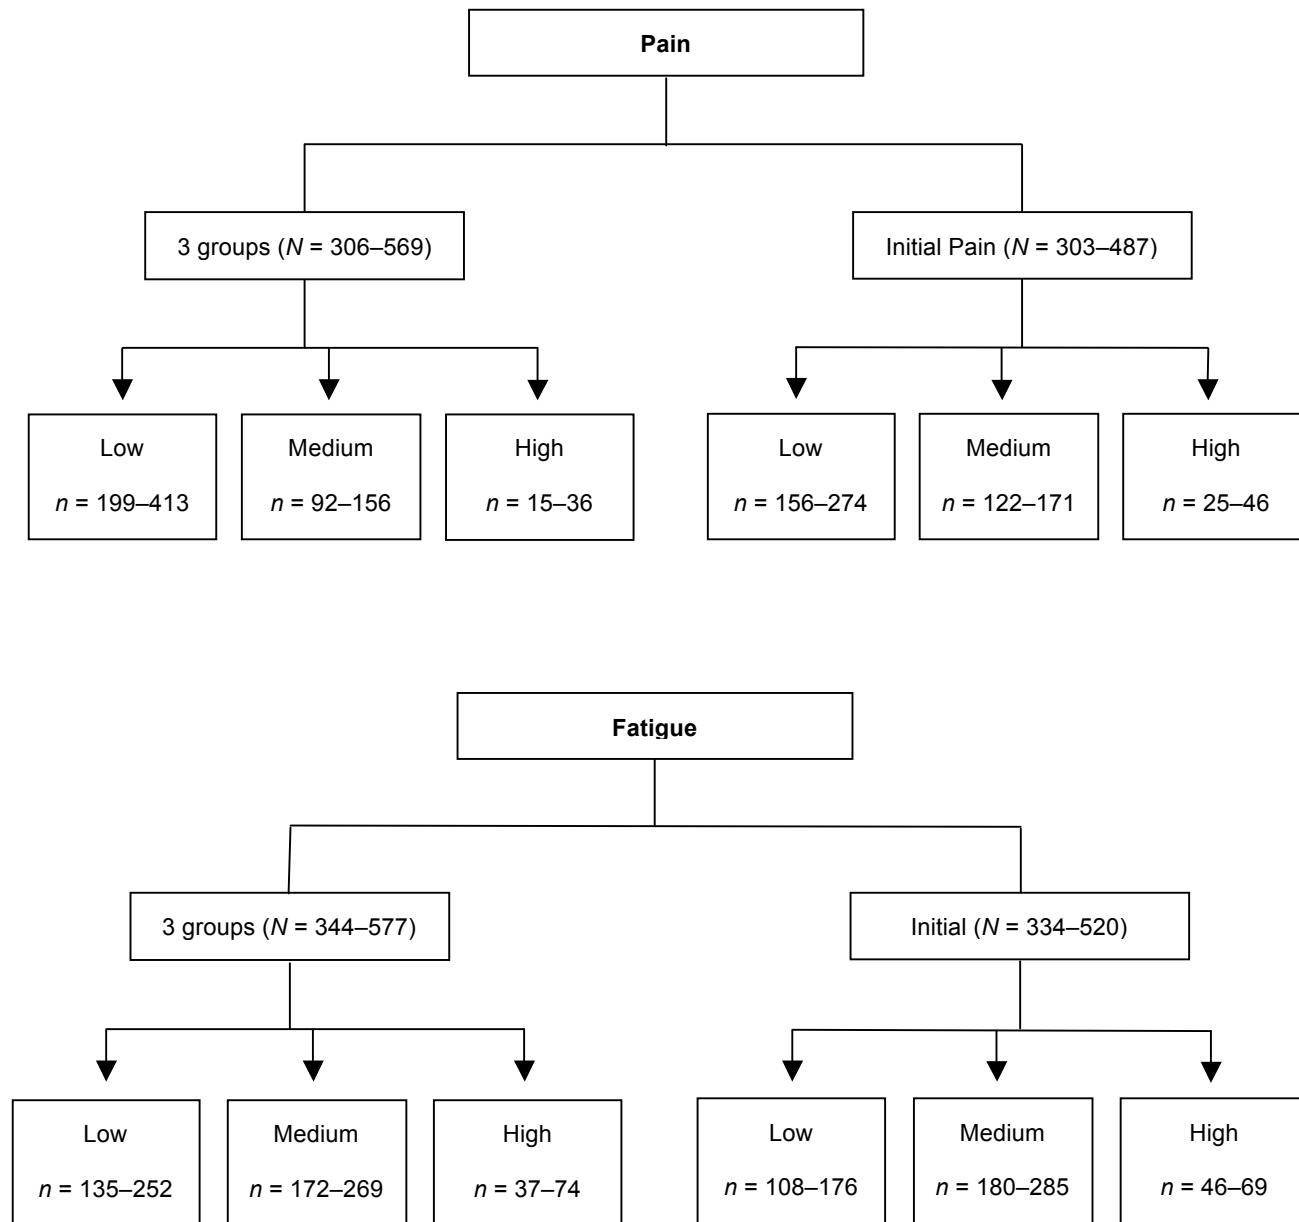 Pain
3 groups (N = 306–569)
Initial Pain (N = 303–487)
Low
n = 199–413
Medium
n = 92–156
High
n = 15–36
Low
n = 156–274
Medium
n = 122–171
High
n = 25–46
Fatigue
3 groups (N = 344–577)
Initial (N = 334–520)
Low
n = 135–252
Medium
n = 172–269
High
n = 37–74
Low
n = 108–176
Medium
n = 180–285
High
n = 46–69